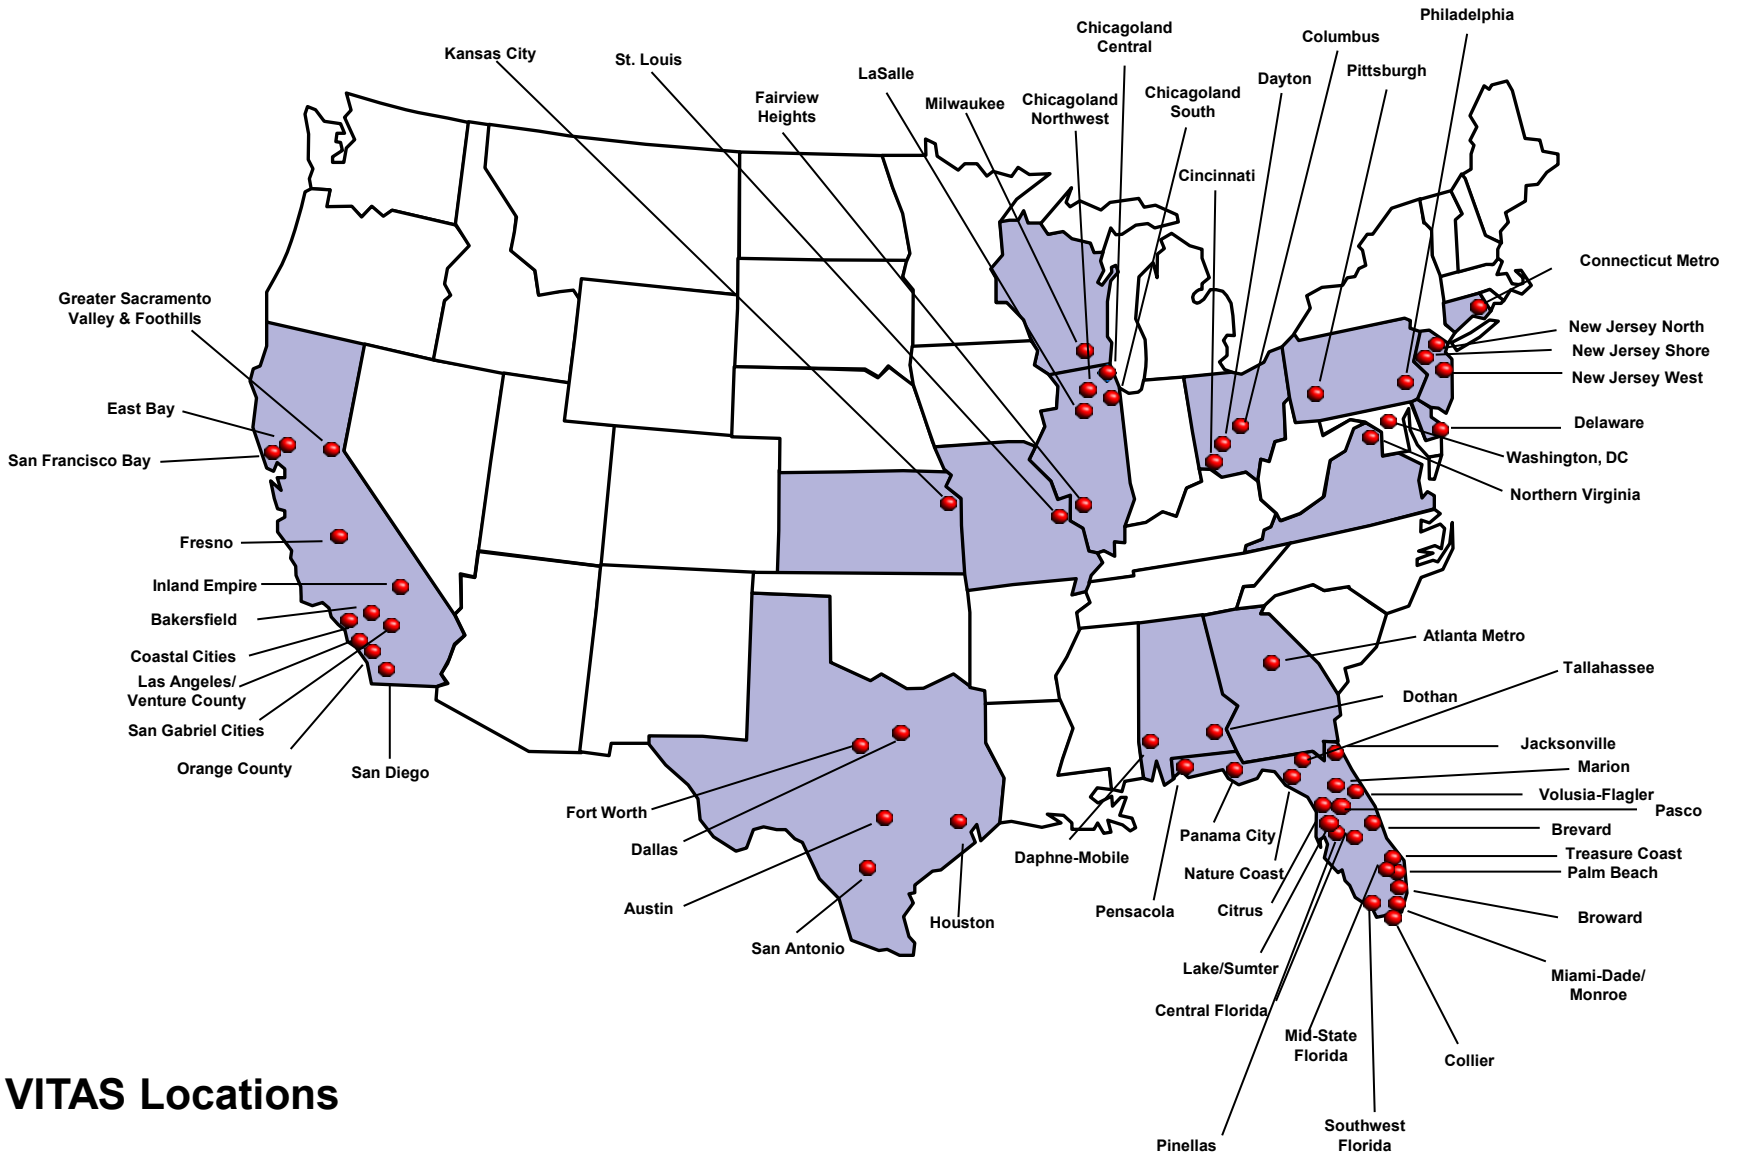 Philadelphia
Chicagoland
Central
Columbus
Kansas City
St. Louis
LaSalle
Dayton
Pittsburgh
Fairview
Heights
Milwaukee
Chicagoland
Northwest
Chicagoland
South
Cincinnati
Connecticut Metro
Greater Sacramento
Valley & Foothills
New Jersey North
New Jersey Shore
New Jersey West
East Bay
Delaware
San Francisco Bay
Washington, DC
Northern Virginia
Fresno
Inland Empire
Bakersfield
Atlanta Metro
Coastal Cities
Tallahassee
Las Angeles/
Venture County
Dothan
San Gabriel Cities
Jacksonville
Orange County
San Diego
Marion
Volusia-Flagler
Fort Worth
Pasco
Panama City
Brevard
Dallas
Daphne-Mobile
Treasure Coast
Nature Coast
Palm Beach
Austin
Pensacola
Citrus
Broward
Houston
San Antonio
Lake/Sumter
Miami-Dade/
Monroe
Central Florida
Mid-State
Florida
Collier
VITAS Locations
Southwest
Florida
Pinellas